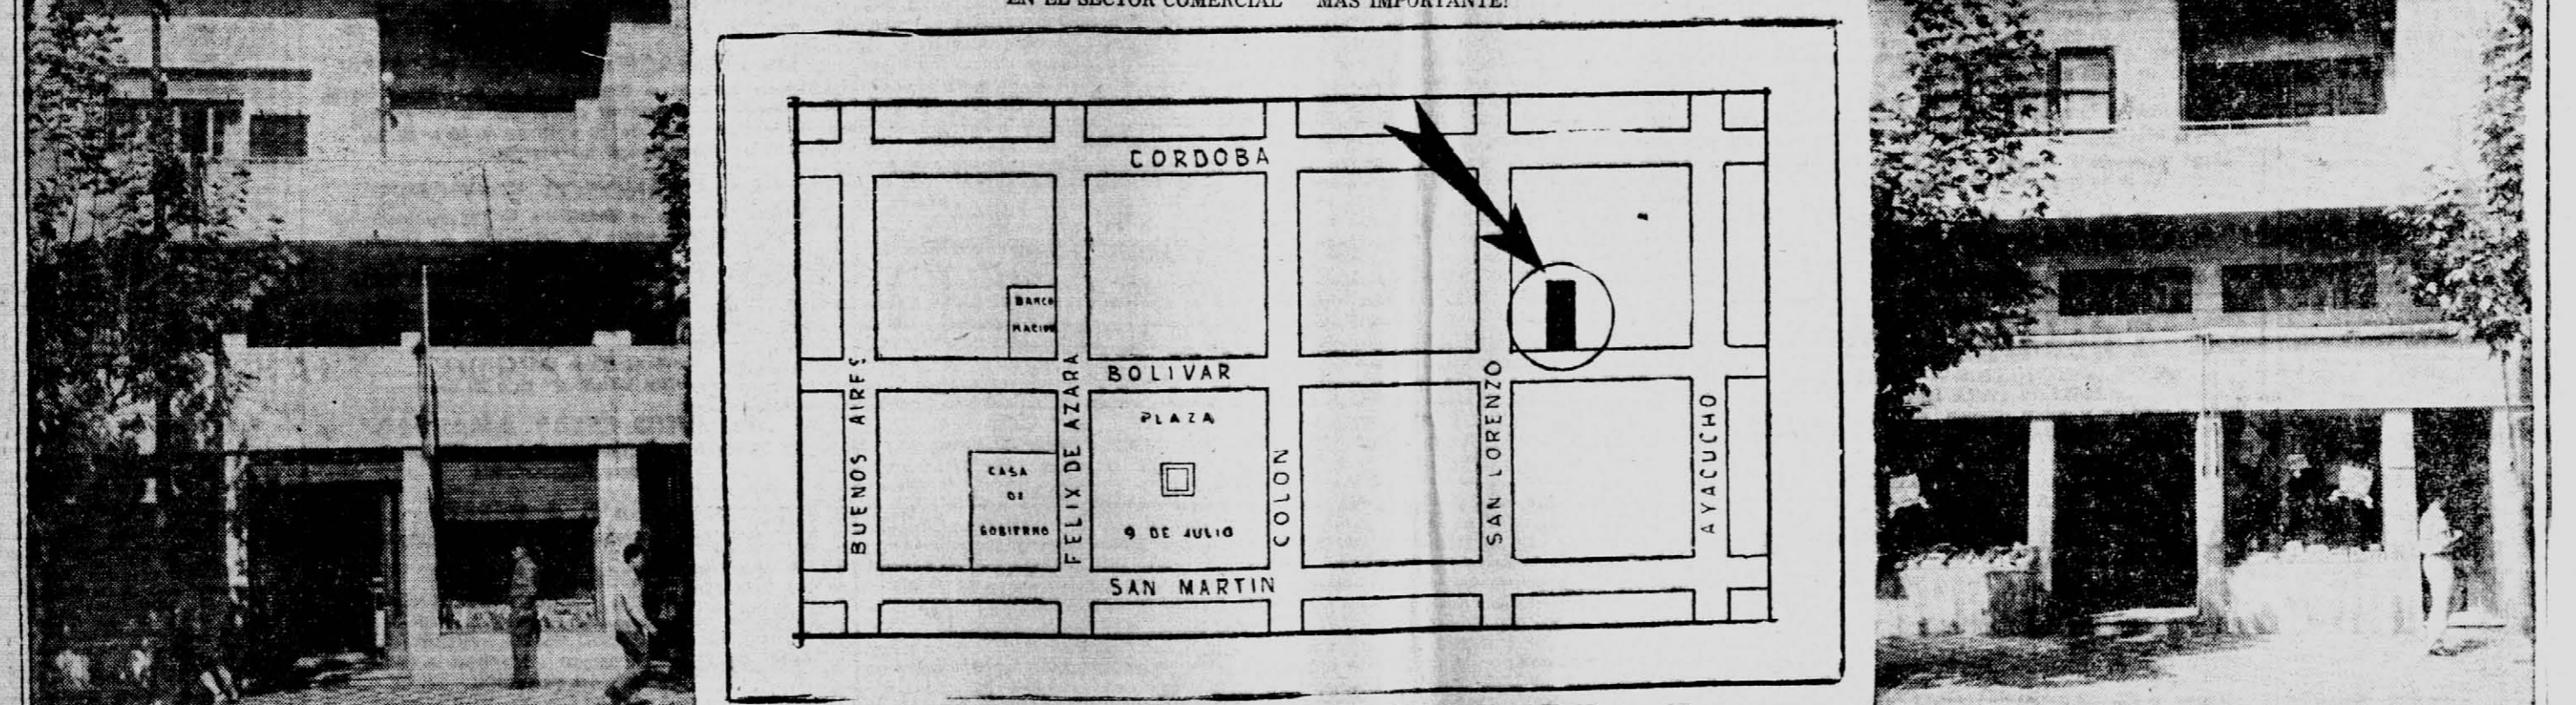 EN EL SECTOR COMERCIAL MAS IMPORTANTE!
CORDOBA
BANCO
NACION
BOLIVAR
BUENOS AIRES
FELIX DE AZARA
PLAZA
9 DE JULIO
CASA
DE
GOBIERNO
COLON
SAN LORENZO
AYACUCHO
SAN MARTIN